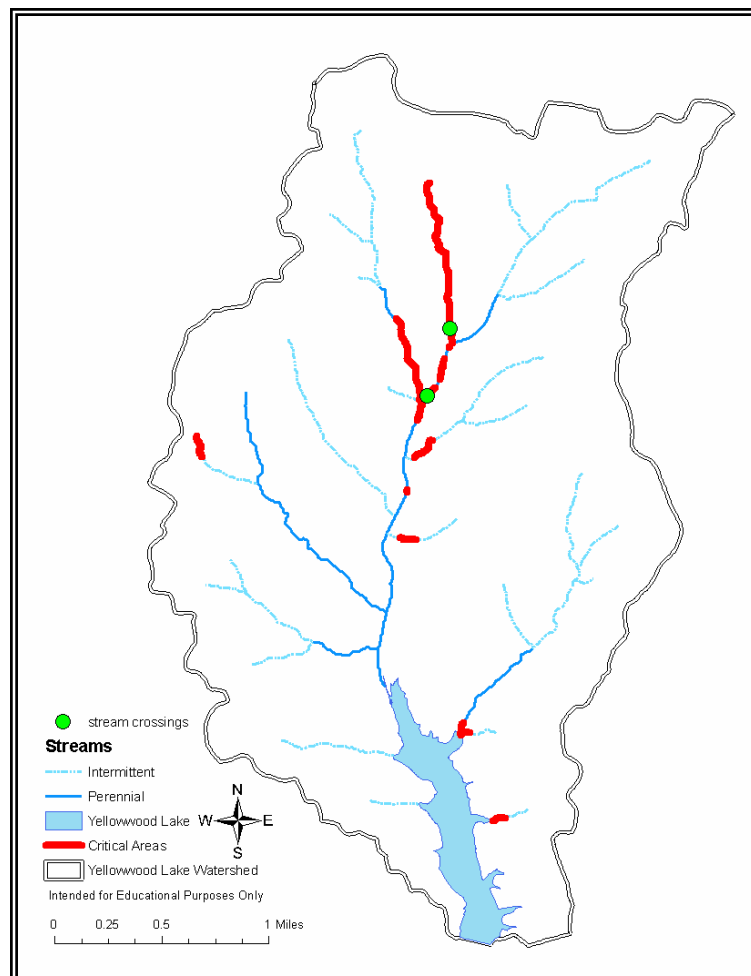 stream crossings
Streams
Intermittent
Perennial
Yellowwood Lake
Critical Areas
Yellowwood Lake Watershed
N
W E
S
Intended for Educational Purposes Only
0 0.25 0.5 1 Miles